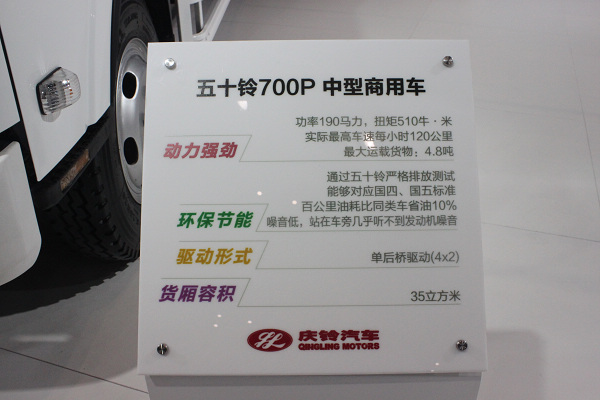 五十铃700P 中型商用车
功率190马力，扭矩510牛·米
实际最高车速每小时120公里
动力强劲 最大运载货物：4.8吨
通过五十铃严格排放测试
能够对应国四、国五标准
百公里油耗比同类车省油10%
环保节能 噪音低，站在车旁几乎听不到发动机噪音
驱动形式 单后桥驱动(4x2)
货厢容积 35立方米
庆铃汽车
QINGLING MOTORS